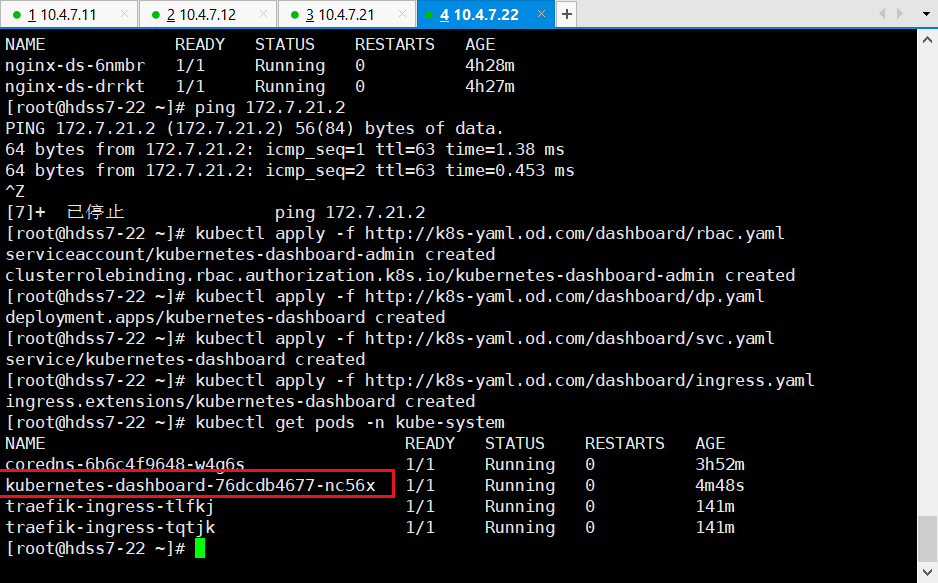 1 10.4.7.11 × 2 10.4.7.12 × 3 10.4.7.21 × 4 10.4.7.22 × +
NAME READY STATUS RESTARTS AGE
nginx-ds-6nmbr 1/1 Running 0 4h28m
nginx-ds-drrkt 1/1 Running 0 4h27m
[root@hdss7-22 ~]# ping 172.7.21.2
PING 172.7.21.2 (172.7.21.2) 56(84) bytes of data.
64 bytes from 172.7.21.2: icmp_seq=1 ttl=63 time=1.38 ms
64 bytes from 172.7.21.2: icmp_seq=2 ttl=63 time=0.453 ms
^Z
[7]+ 已停止 ping 172.7.21.2
[root@hdss7-22 ~]# kubectl apply -f http://k8s-yaml.od.com/dashboard/rbac.yaml
serviceaccount/kubernetes-dashboard-admin created
clusterrolebinding.rbac.authorization.k8s.io/kubernetes-dashboard-admin created
[root@hdss7-22 ~]# kubectl apply -f http://k8s-yaml.od.com/dashboard/dp.yaml
deployment.apps/kubernetes-dashboard created
[root@hdss7-22 ~]# kubectl apply -f http://k8s-yaml.od.com/dashboard/svc.yaml
service/kubernetes-dashboard created
[root@hdss7-22 ~]# kubectl apply -f http://k8s-yaml.od.com/dashboard/ingress.yaml
ingress.extensions/kubernetes-dashboard created
[root@hdss7-22 ~]# kubectl get pods -n kube-system
NAME READY STATUS RESTARTS AGE
coredns-6b6c4f9648-w4g6s 1/1 Running 0 3h52m
kubernetes-dashboard-76dcdb4677-nc56x 1/1 Running 0 4m48s
traefik-ingress-tlfkj 1/1 Running 0 141m
traefik-ingress-tqtjk 1/1 Running 0 141m
[root@hdss7-22 ~]#